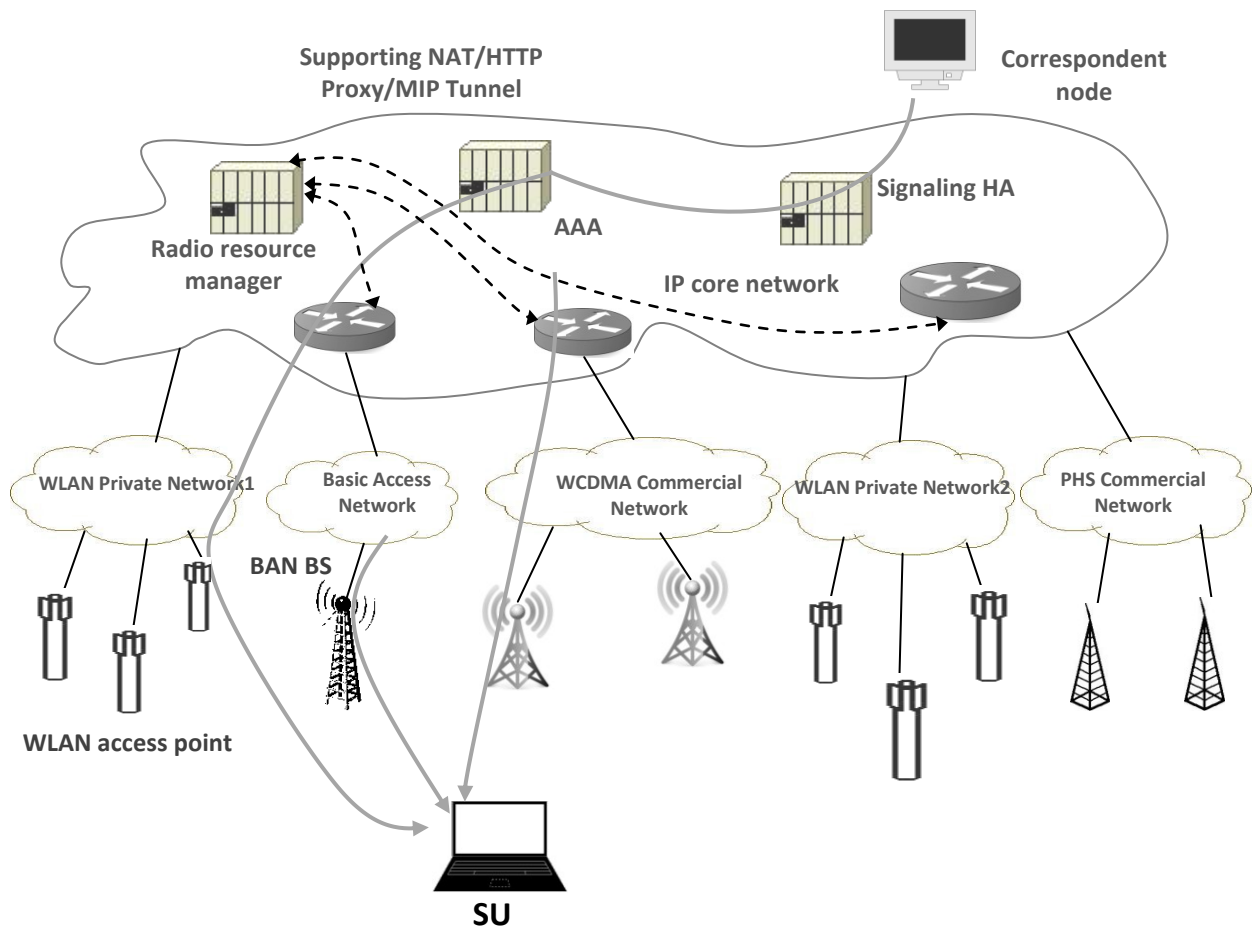 Supporting NAT/HTTP
Proxy/MIP Tunnel
Correspondent
node
Signaling HA
AAA
Radio resource
manager
IP core network
WLAN Private Network1
Basic Access
Network
WCDMA Commercial
Network
WLAN Private Network2
PHS Commercial
Network
BAN BS
WLAN access point
SU